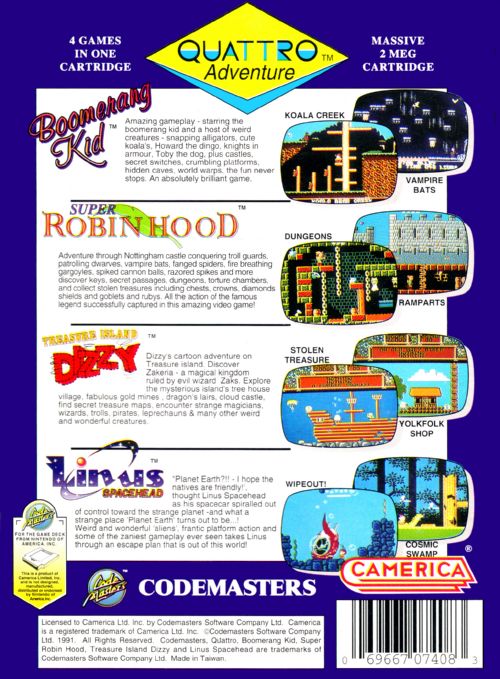 4 GAMES
IN ONE
CARTRIDGE
QUATTRO TM
Adventure
MASSIVE
2 MEG
CARTRIDGE
Boomerang
Kid TM
Amazing gameplay - starring the
boomerang kid and a host of weird
creatures - snapping alligators, cute
koala's, Howard the dingo, knights in
armour, Toby the dog, plus castles,
secret switches, crumbling platforms,
hidden caves, world warps, the fun never
stops. An absolutely brilliant game.
KOALA CREEK
VAMPIRE
BATS
SUPER
ROBIN HOOD TM
Adventure through Nottingham castle conquering troll guards,
patrolling dwarves, vampire bats, fanged spiders, fire breathing
gargoyles, spiked cannon balls, razored spikes and more
discover keys, secret passages, dungeons, torture chambers,
and collect stolen treasures including chests, crowns, diamonds
shields and goblets and rubys. All the action of the famous
legend successfully captured in this amazing video game!
DUNGEONS
RAMPARTS
TREASURE ISLAND TM
DIZZY
Dizzy's cartoon adventure on
Treasure island. Discover
Zakeria - a magical kingdom
ruled by evil wizard Zaks. Explore
the mysterious island's tree house
village, fabulous gold mines, dragon's lairs, cloud castle,
find secret treasure maps, encounter strange magicians,
wizards, trolls, pirates, leprechauns & many other weird
and wonderful creatures.
STOLEN
TREASURE
YOLKFOLK
SHOP
Linus TM
SPACEHEAD
"Planet Earth?!! - I hope the
natives are friendly!',
thought Linus Spacehead
as his spacecar spiralled out
of control toward the strange planet -and what a
strange place 'Planet Earth' turns out to be...!'
Weird and wonderful 'aliens', frantic platform action and
some of the zaniest gameplay ever seen takes Linus
through an escape plan that is out of this world!
WIPEOUT!
COSMIC
SWAMP
Code
Masters
FOR THE GAME DECK
FROM NINTENDO OF
AMERICA, INC.
This is a product of
Camerica Limited, Inc.
and is not designed,
manufactured,
distributed or endorsed
by Nintendo of
America Inc.
Code
Masters TM
CODEMASTERS
CAMERICA ®
Licensed to Camerica Ltd. Inc. by Codemasters Software Company Ltd. Camerica
is a registered trademark of Camerica Ltd. Inc. ©Codemasters Software Company
Ltd. 1991. All Rights Reserved. Codemasters, Quattro, Boomerang Kid, Super
Robin Hood, Treasure Island Dizzy and Linus Spacehead are trademarks of
Codemasters Software Company Ltd. Made in Taiwan.
0 69667 07408 3